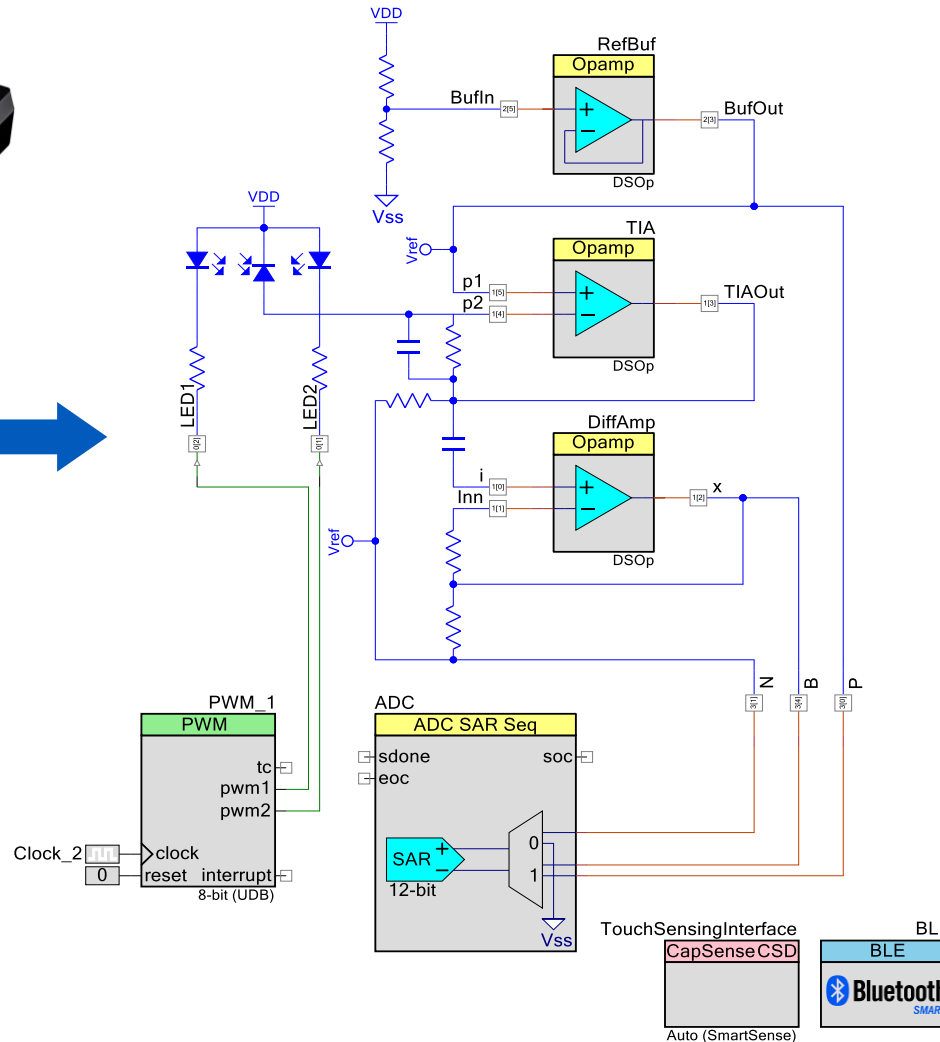 VDD
RefBuf
Opamp
BufIn
2[5]
+
−
2[3]
BufOut
DSOp
Vss
VDD
Vref
TIA
Opamp
p1
1[5]
p2
1[4]
+
−
1[3]
TIAOut
DSOp
LED1
LED2
0[2]
0[1]
DiffAmp
Opamp
i
1[0]
Inn
1[1]
+
−
1[2]
x
DSOp
Vref
N
B
P
3[1]
3[4]
3[0]
PWM_1
PWM
tc
pwm1
pwm2
Clock_2
clock
0
reset
interrupt
8-bit (UDB)
ADC
ADC SAR Seq
sdone
soc
eoc
SAR
+
−
12-bit
0
1
Vss
TouchSensingInterface
CapSense CSD
Auto (SmartSense)
BL
BLE
Bluetooth
SMAR